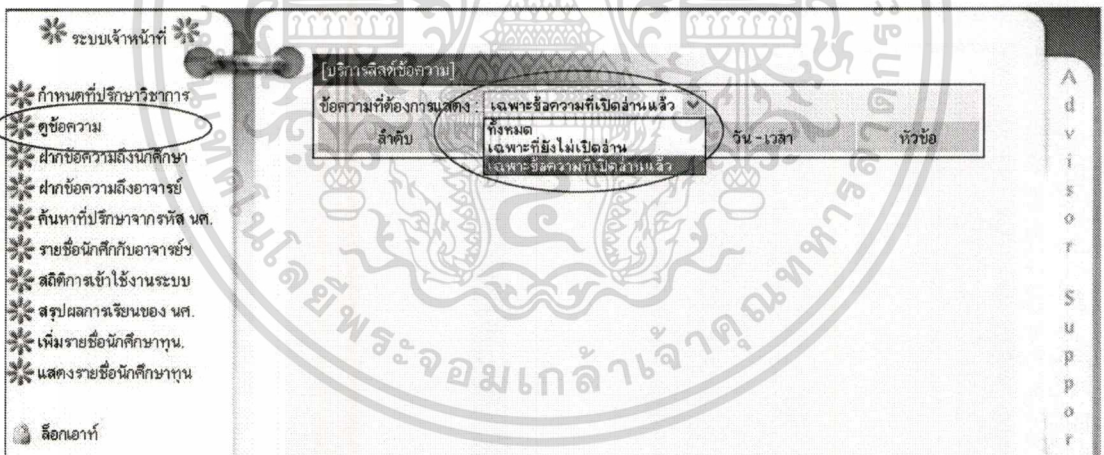 ระบบเจ้าหน้าที่
กำหนดที่ปรึกษาวิชาการ
ดูข้อความ
ฝากข้อความถึงนักศึกษา
ฝากข้อความถึงอาจารย์
ค้นหาที่ปรึกษาจากรหัส นศ.
รายชื่อนักศึกกับอาจารย์ฯ
สถิติการเข้าใช้งานระบบ
สรุปผลการเรียนของ นศ.
เพิ่มรายชื่อนักศึกษาทุน.
แสดงรายชื่อนักศึกษาทุน
ล็อกเอาท์
[บริการลิสต์ข้อความ]
ข้อความที่ต้องการแสดง : เฉพาะข้อความที่เปิดอ่านแล้ว
ทั้งหมด
เฉพาะที่ยังไม่เปิดอ่าน
เฉพาะข้อความที่เปิดอ่านแล้ว
ลำดับ วัน -เวลา หัวข้อ
Advisor Suppor